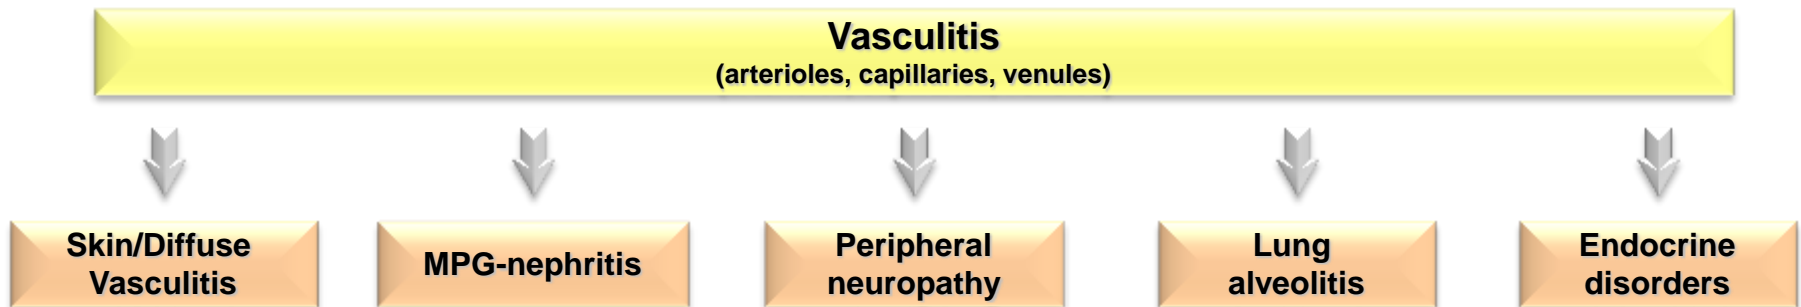 Vasculitis
(arterioles, capillaries, venules)
Skin/Diffuse
Vasculitis
MPG-nephritis
Peripheral
neuropathy
Lung
alveolitis
Endocrine
disorders